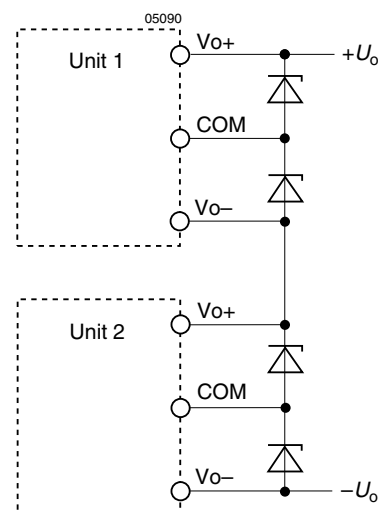 05090
Unit 1
Vo+
+Uo
COM
Vo–
Unit 2
Vo+
COM
Vo–
–Uo